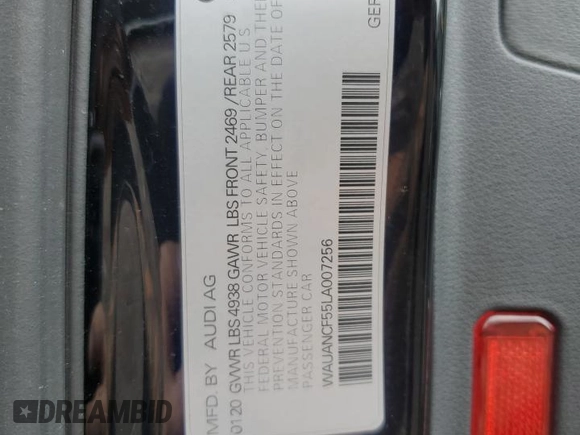 MFD. BY AUDI AG
01 20 GVWR LBS 4938 GAWR LBS FRONT 2469 /REAR 2579
THIS VEHICLE CONFORMS TO ALL APPLICABLE U.S.
FEDERAL MOTOR VEHICLE SAFETY, BUMPER AND THE
PREVENTION STANDARDS IN EFFECT ON THE DATE OF
MANUFACTURE SHOWN ABOVE
PASSENGER CAR
WAUANCF55LA007256
GER
DREAMBID